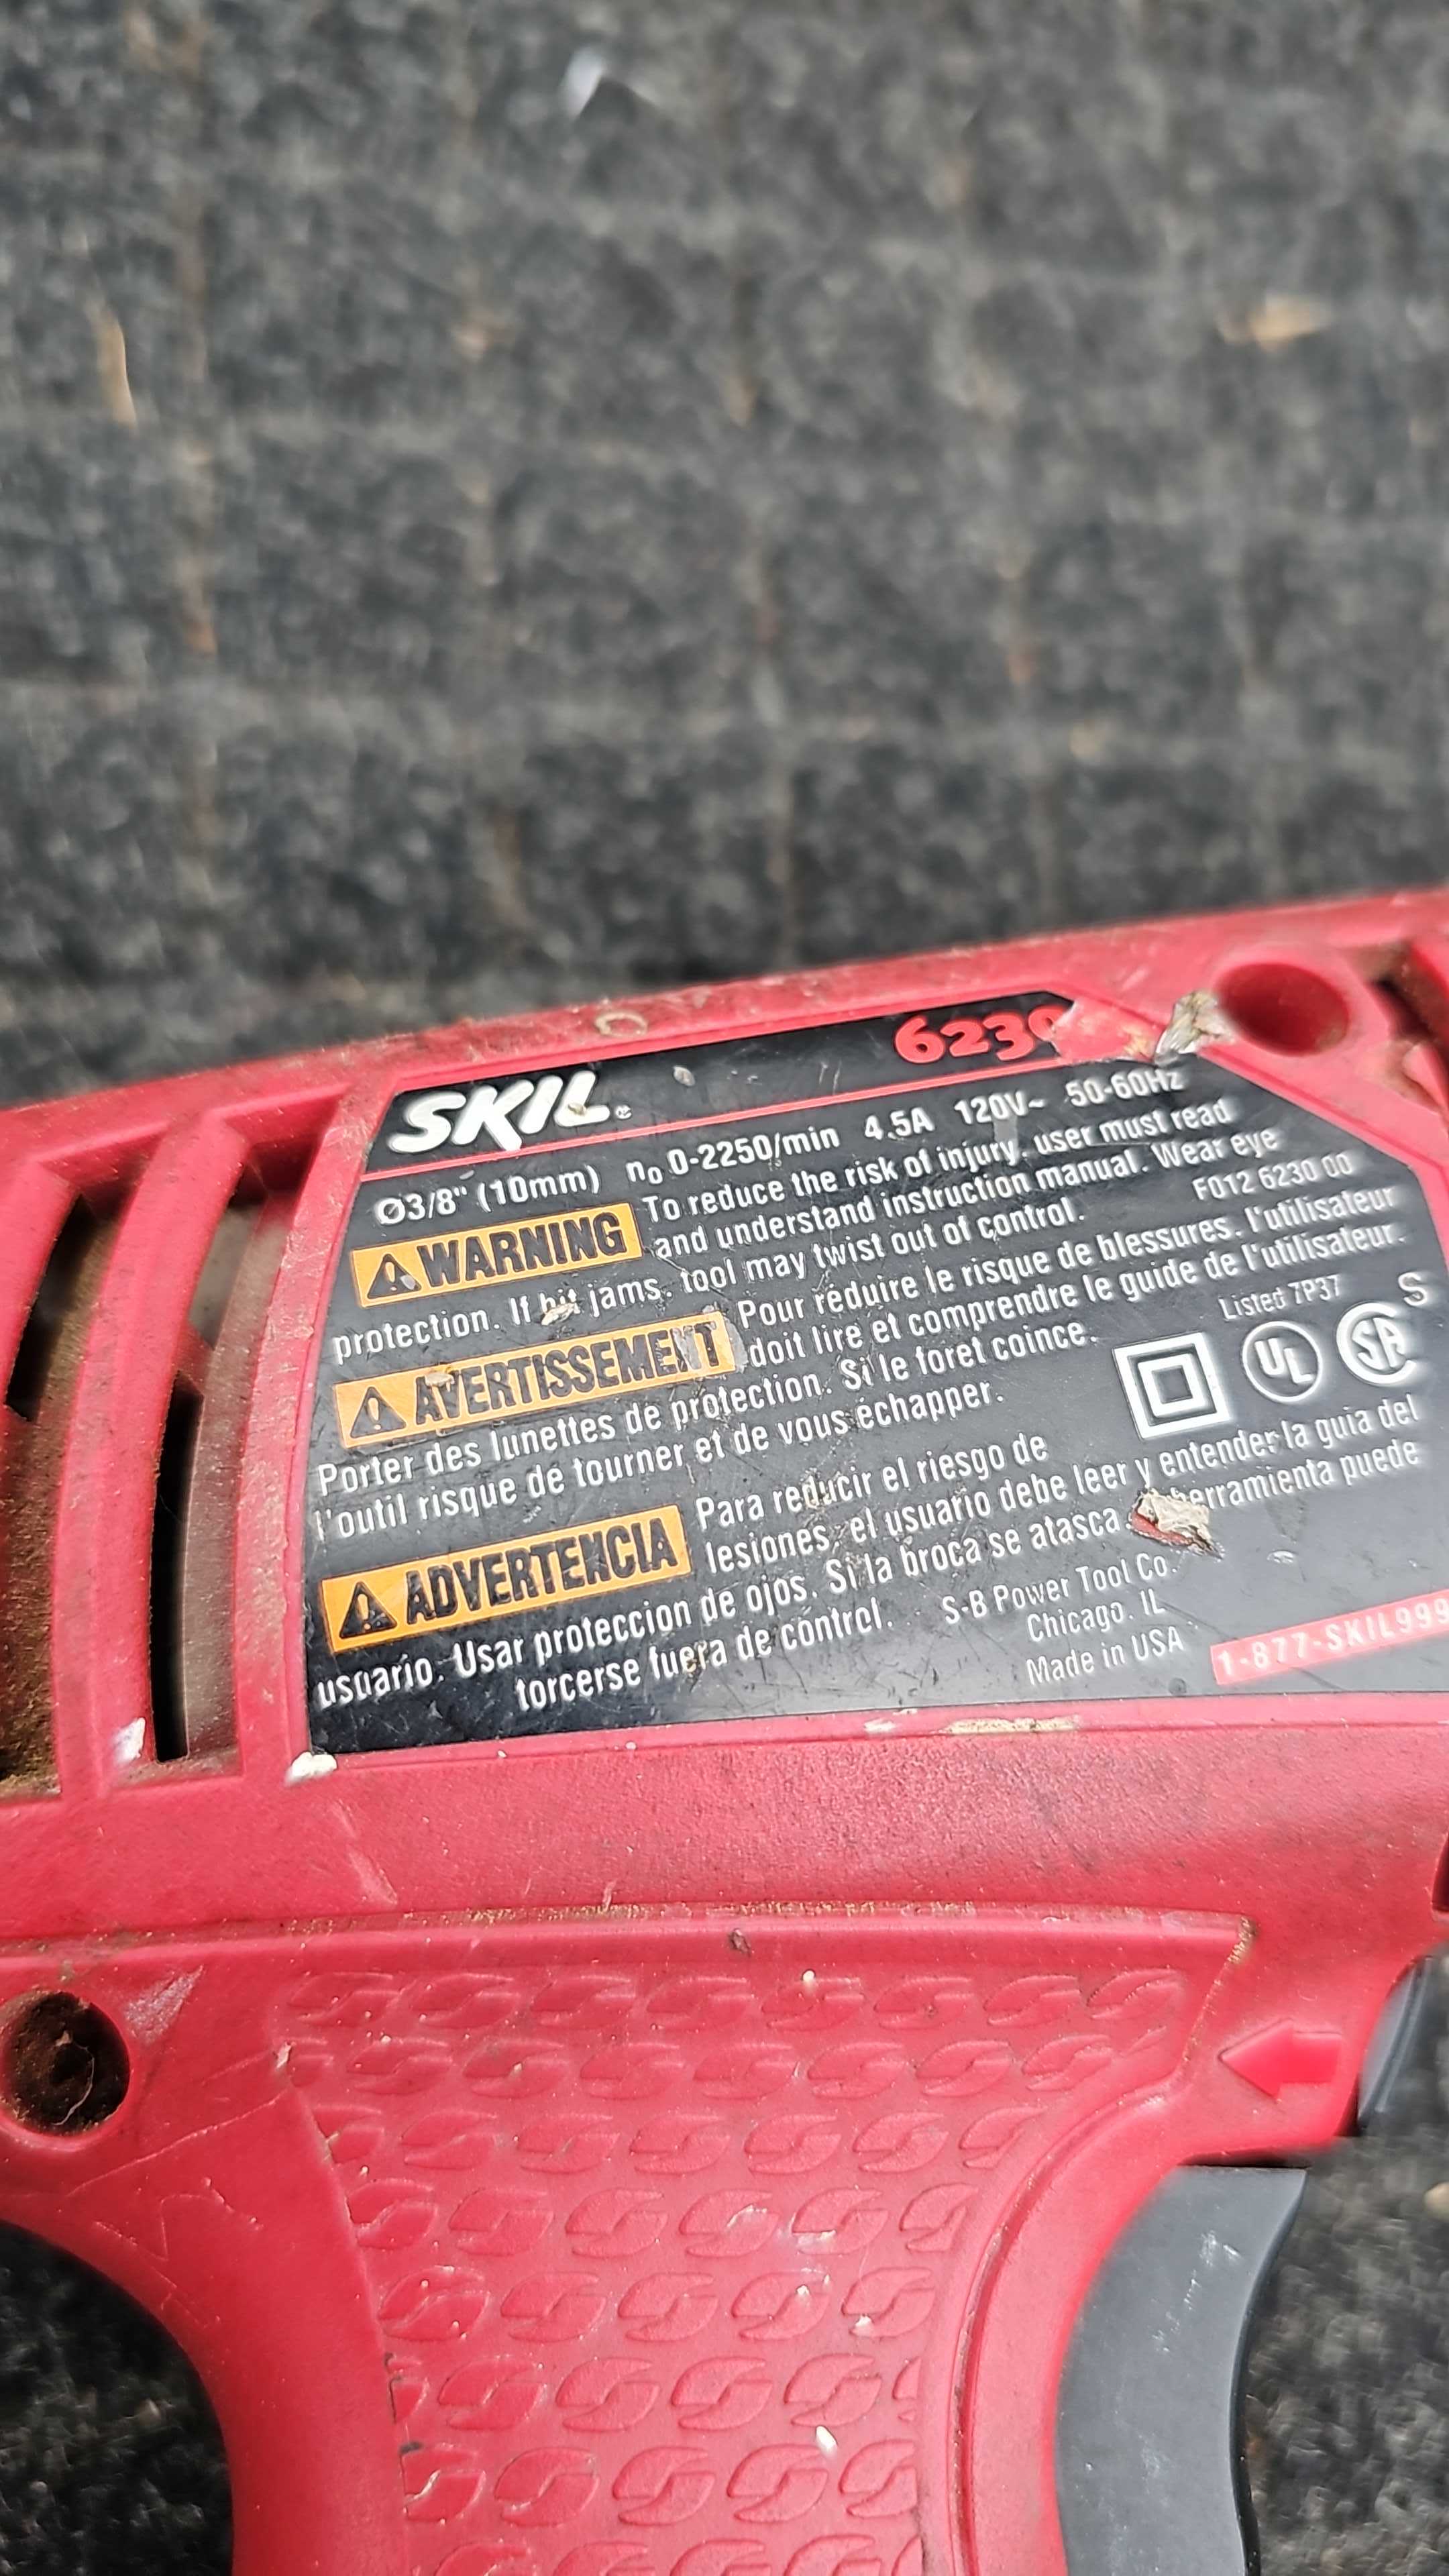 6230
SKIL
Ø3/8" (10mm) n₀ 0-2250/min 4.5A 120V~ 50-60Hz
WARNING To reduce the risk of injury, user must read
and understand instruction manual. Wear eye
protection. If bit jams, tool may twist out of control.
F012 6230 00
AVERTISSEMENT Pour réduire le risque de blessures, l'utilisateur
doit lire et comprendre le guide de l'utilisateur.
Porter des lunettes de protection. Si le foret coince,
l'outil risque de tourner et de vous échapper.
Listed 7P37
UL
SA
S
ADVERTENCIA Para reducir el riesgo de
lesiones, el usuario debe leer y entender la guia del
usuario. Usar proteccion de ojos. Si la broca se atasca herramienta puede
torcerse fuera de control.
S-B Power Tool Co.
Chicago, IL
Made in USA
1-877-SKIL999